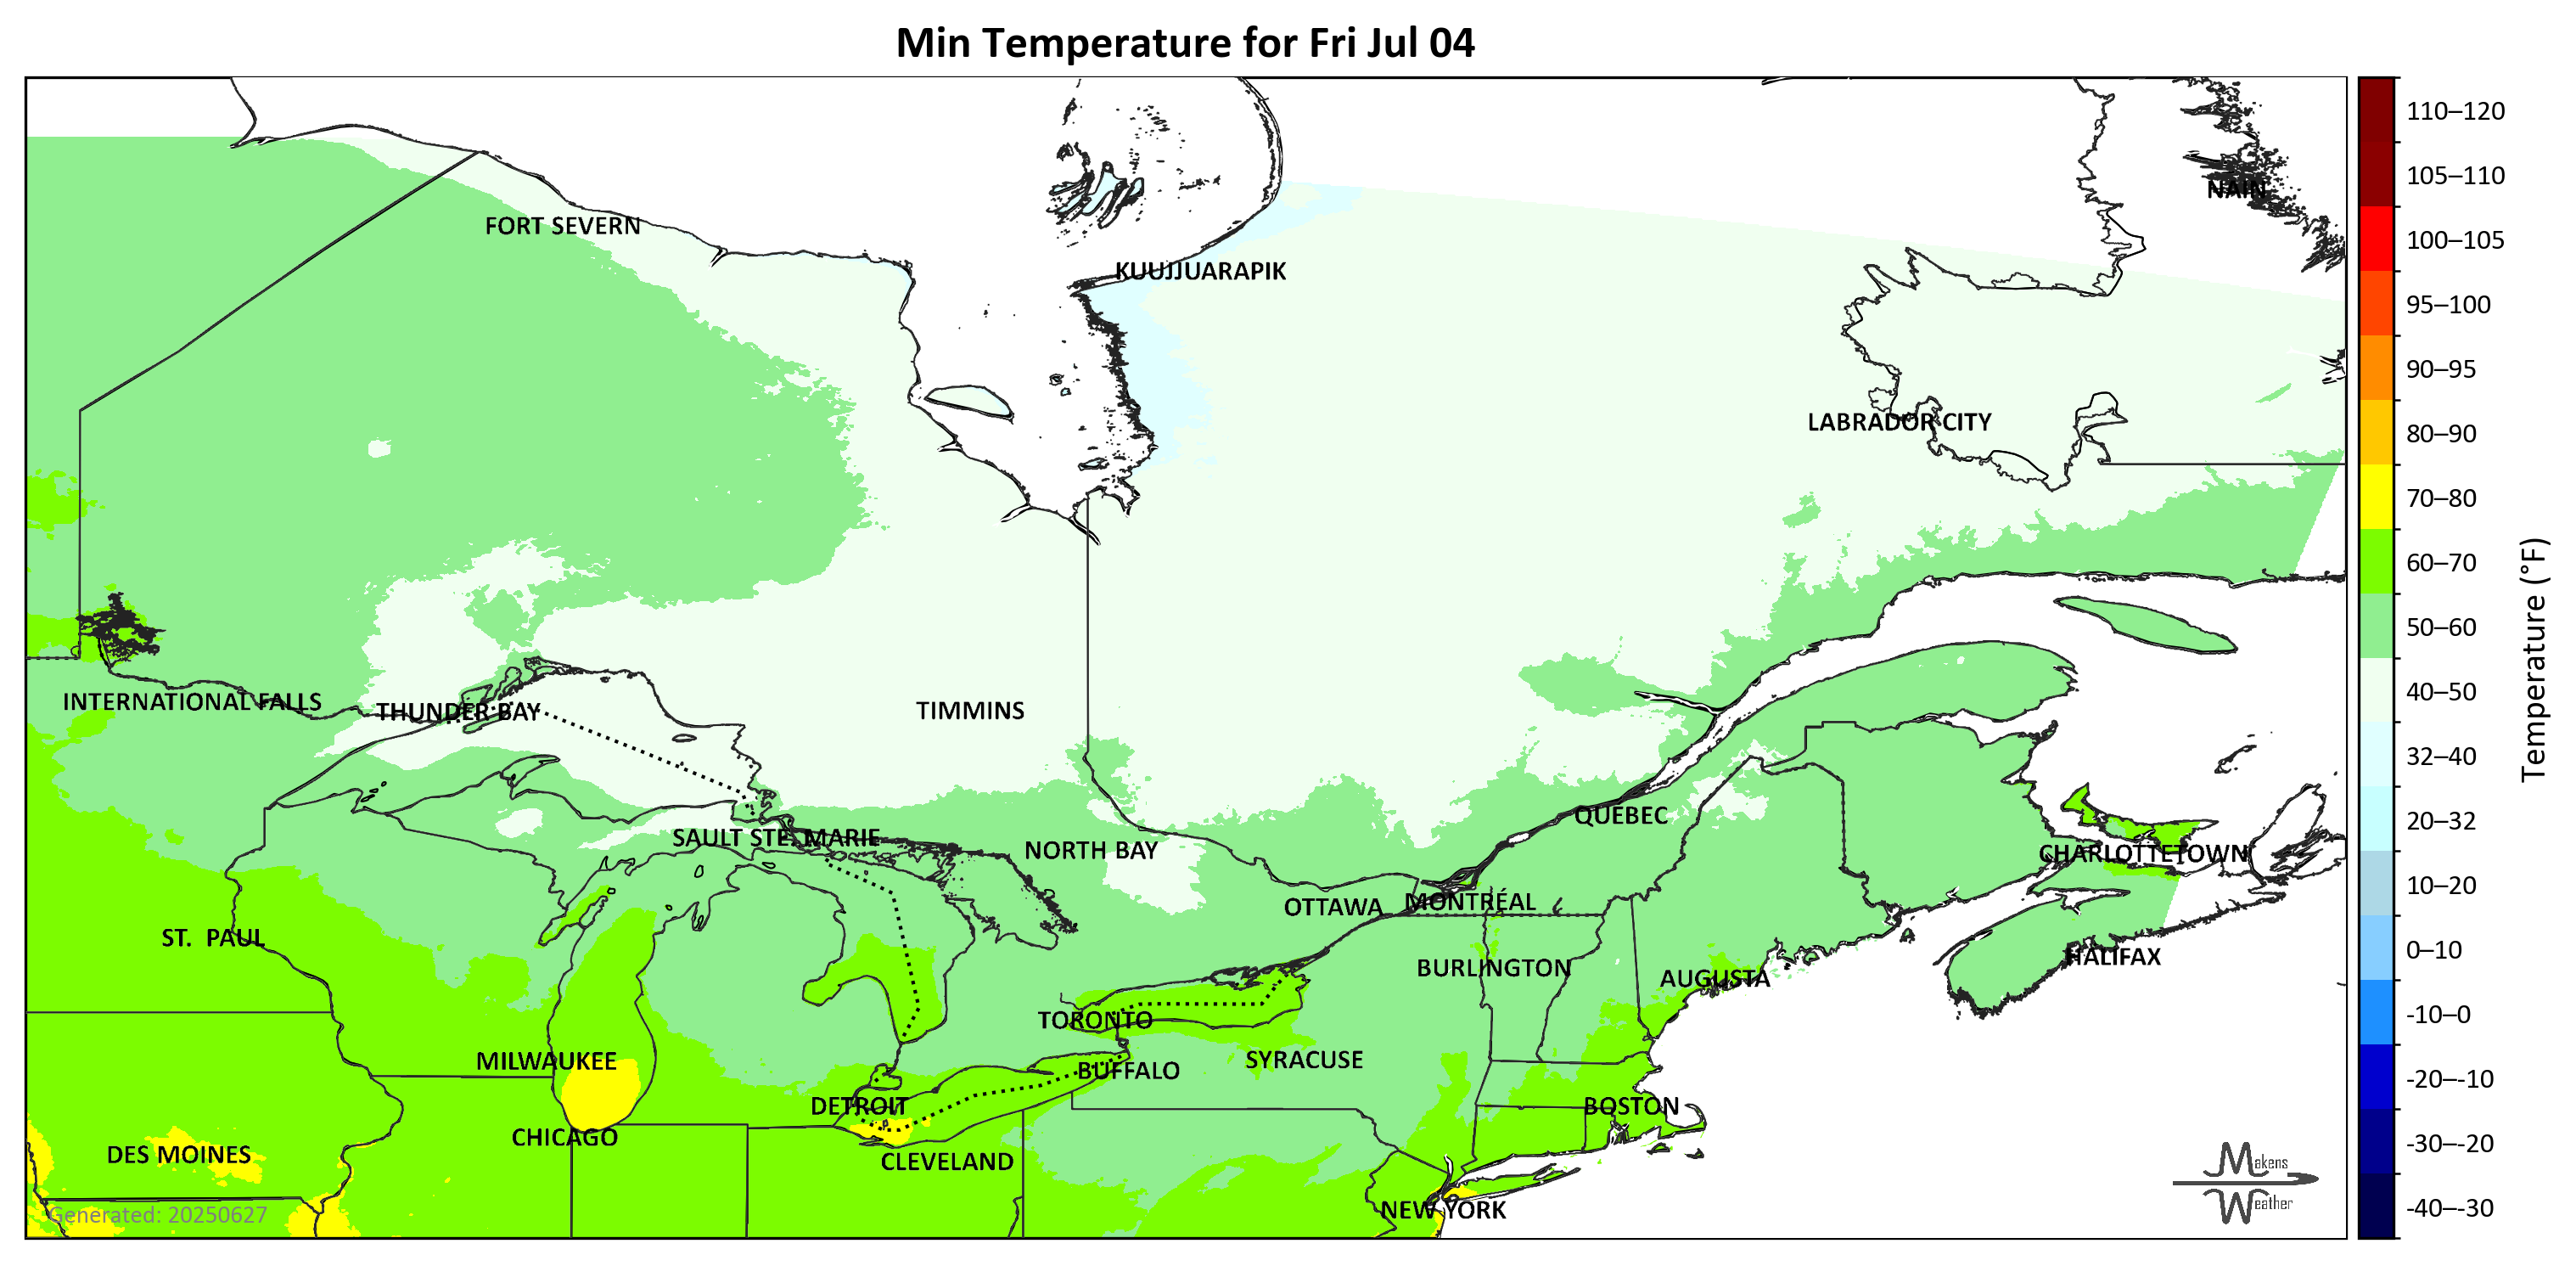 Min Temperature for Fri Jul 04
NAIN
FORT SEVERN
KUUJJUARAPIK
LABRADOR CITY
INTERNATIONAL FALLS
THUNDER BAY
TIMMINS
QUEBEC
SAULT STE. MARIE
NORTH BAY
CHARLOTTETOWN
OTTAWA
MONTRÉAL
ST. PAUL
HALIFAX
BURLINGTON
AUGUSTA
TORONTO
MILWAUKEE
SYRACUSE
BUFFALO
DETROIT
BOSTON
CHICAGO
DES MOINES
CLEVELAND
NEW YORK
Generated: 20250627
Makens
Weather
110–120
105–110
100–105
95–100
90–95
80–90
70–80
60–70
50–60
40–50
32–40
20–32
10–20
0–10
-10–0
-20–-10
-30–-20
-40–-30
Temperature (°F)